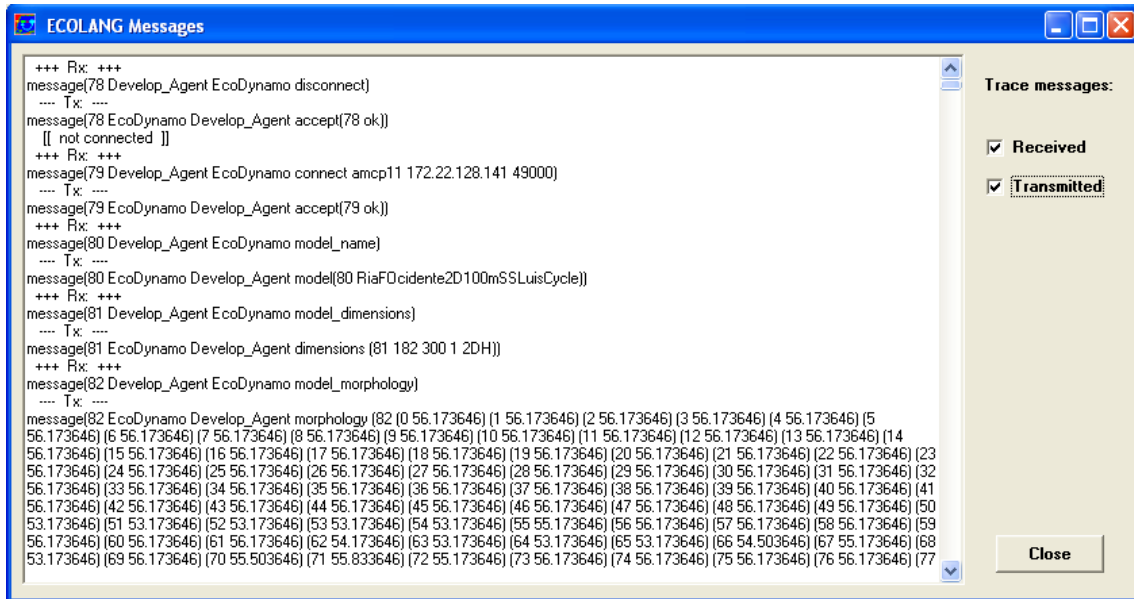 ECOLANG Messages
+++ Rx: +++
message(78 Develop_Agent EcoDynamo disconnect)
---- Tx: ----
message(78 EcoDynamo Develop_Agent accept(78 ok))
[[ not connected ]]
+++ Rx: +++
message(79 Develop_Agent EcoDynamo connect amcp11 172.22.128.141 49000)
---- Tx: ----
message(79 EcoDynamo Develop_Agent accept(79 ok))
+++ Rx: +++
message(80 Develop_Agent EcoDynamo model_name)
---- Tx: ----
message(80 EcoDynamo Develop_Agent model(80 RiaFOcidente2D100mSSLuisCycle))
+++ Rx: +++
message(81 Develop_Agent EcoDynamo model_dimensions)
---- Tx: ----
message(81 EcoDynamo Develop_Agent dimensions (81 182 300 1 2DH))
+++ Rx: +++
message(82 Develop_Agent EcoDynamo model_morphology)
---- Tx: ----
message(82 EcoDynamo Develop_Agent morphology (82 (0 56.173646) (1 56.173646) (2 56.173646) (3 56.173646) (4 56.173646) (5
56.173646) (6 56.173646) (7 56.173646) (8 56.173646) (9 56.173646) (10 56.173646) (11 56.173646) (12 56.173646) (13 56.173646) (14
56.173646) (15 56.173646) (16 56.173646) (17 56.173646) (18 56.173646) (19 56.173646) (20 56.173646) (21 56.173646) (22 56.173646) (23
56.173646) (24 56.173646) (25 56.173646) (26 56.173646) (27 56.173646) (28 56.173646) (29 56.173646) (30 56.173646) (31 56.173646) (32
56.173646) (33 56.173646) (34 56.173646) (35 56.173646) (36 56.173646) (37 56.173646) (38 56.173646) (39 56.173646) (40 56.173646) (41
56.173646) (42 56.173646) (43 56.173646) (44 56.173646) (45 56.173646) (46 56.173646) (47 56.173646) (48 56.173646) (49 56.173646) (50
53.173646) (51 53.173646) (52 53.173646) (53 53.173646) (54 53.173646) (55 55.173646) (56 56.173646) (57 56.173646) (58 56.173646) (59
56.173646) (60 56.173646) (61 56.173646) (62 54.173646) (63 53.173646) (64 53.173646) (65 53.173646) (66 54.503646) (67 55.173646) (68
53.173646) (69 56.173646) (70 55.503646) (71 55.833646) (72 55.173646) (73 56.173646) (74 56.173646) (75 56.173646) (76 56.173646) (77
Trace messages:
Received
Transmitted
Close